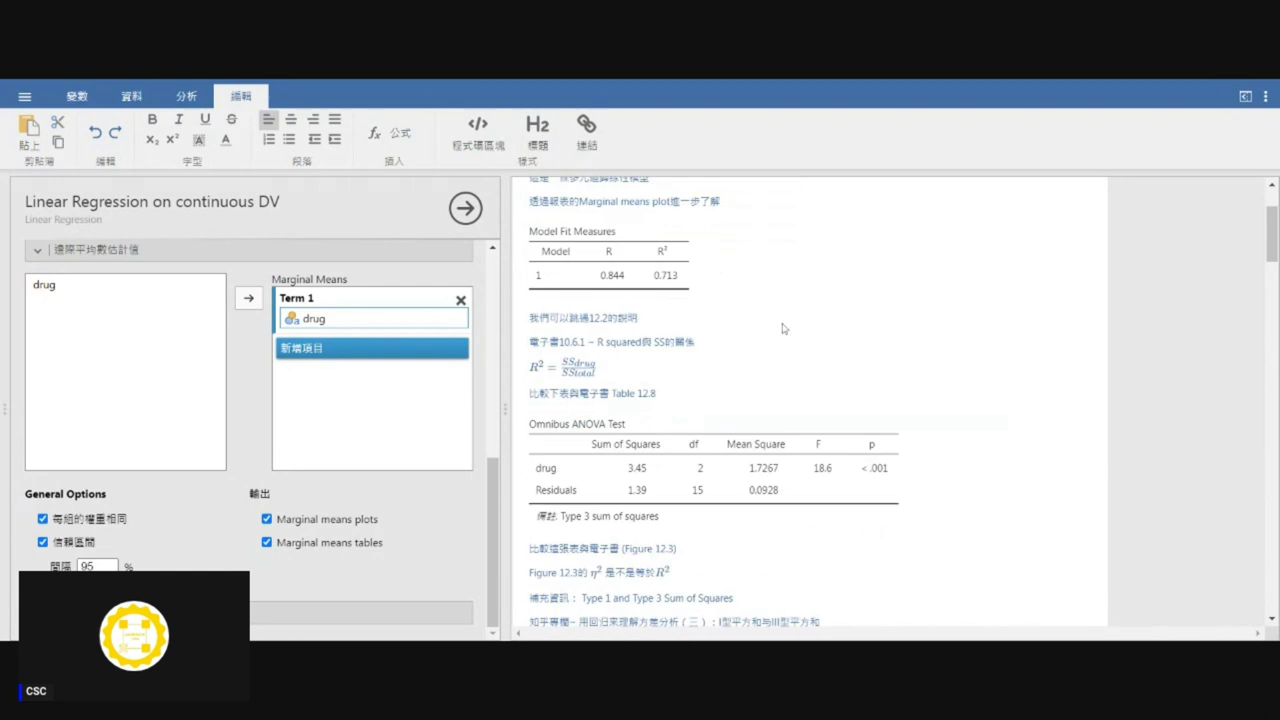 變數 資料 分析 編輯
貼上
剪貼簿
編輯
B I U S
字型
段落
fx 公式
插入
程式碼區塊
H2
標題
連結
樣式
Linear Regression on continuous DV
Linear Regression
邊際平均數估計值
drug
Marginal Means
Term 1
drug
新增項目
General Options
每組的權重相同
信賴區間
間隔 95 %
輸出
Marginal means plots
Marginal means tables
CSC
透過報表的Marginal means plot進一步了解
Model Fit Measures
Model R R²
1 0.844 0.713
我們可以跳過12.2的說明
電子書10.6.1 – R squared與 SS的關係
R² = SSdrug / SStotal
比較下表與電子書 Table 12.8
Omnibus ANOVA Test
Sum of Squares df Mean Square F p
drug 3.45 2 1.7267 18.6 < .001
Residuals 1.39 15 0.0928
備註. Type 3 sum of squares
比較這張表與電子書 (Figure 12.3)
Figure 12.3的 η² 是不是等於R²
補充資訊： Type 1 and Type 3 Sum of Squares
知乎專欄– 用回归来理解方差分析（三）：I型平方和与III型平方和